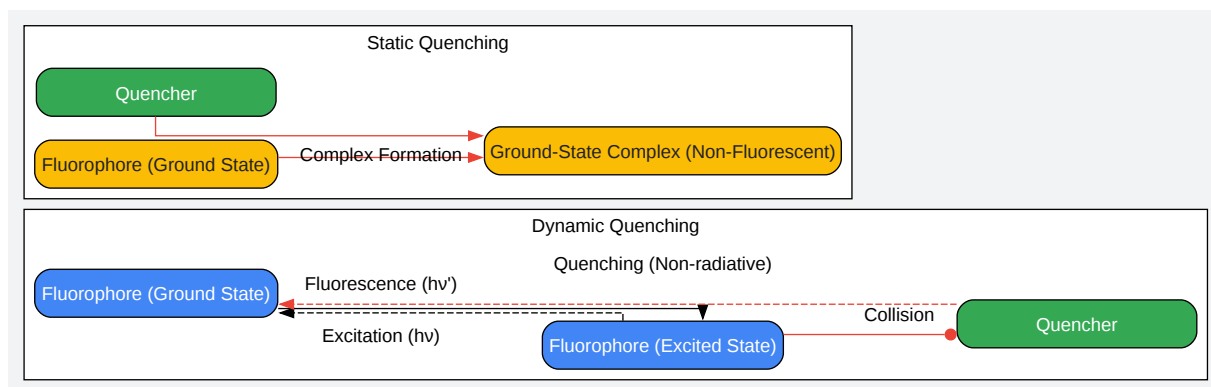 Static Quenching
Quencher
Fluorophore (Ground State)
Complex Formation
Ground-State Complex (Non-Fluorescent)
Dynamic Quenching
Quenching (Non-radiative)
Fluorophore (Ground State)
Fluorescence (hν')
Collision
Quencher
Excitation (hν)
Fluorophore (Excited State)